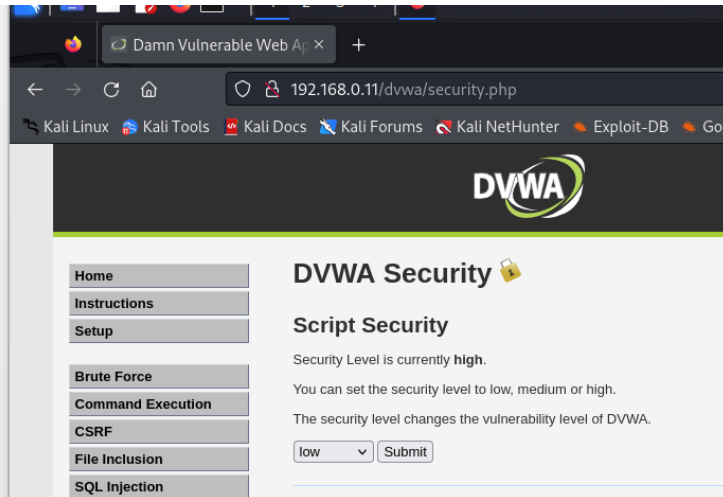 Damn Vulnerable Web Ap
192.168.0.11/dvwa/security.php
Kali Linux Kali Tools Kali Docs Kali Forums Kali NetHunter Exploit-DB Go
DVWA
Home
Instructions
Setup
Brute Force
Command Execution
CSRF
File Inclusion
SQL Injection
DVWA Security
Script Security
Security Level is currently high.
You can set the security level to low, medium or high.
The security level changes the vulnerability level of DVWA.
low Submit